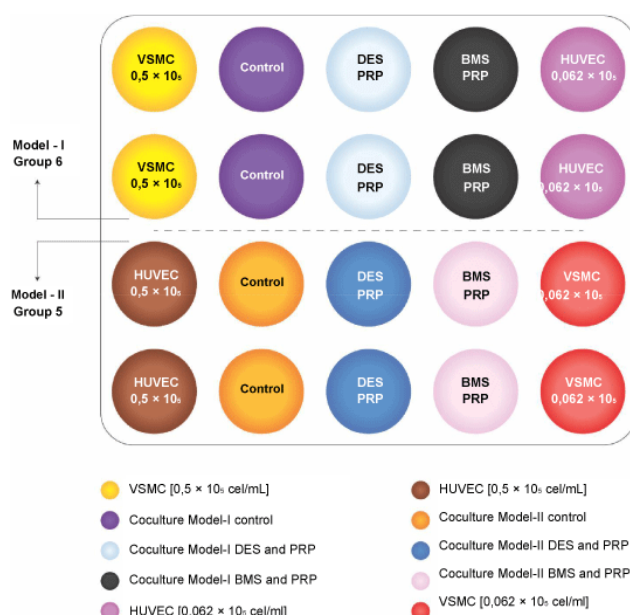 VSMC
0,5 × 10₅
Control
DES
PRP
BMS
PRP
HUVEC
0,062 × 10₅
Model - I
Group 6
VSMC
0,5 × 10₅
Control
DES
PRP
BMS
PRP
HUVEC
0,062 × 10₅
Model - II
Group 5
HUVEC
0,5 × 10₅
Control
DES
PRP
BMS
PRP
VSMC
0,062 × 10₅
HUVEC
0,5 × 10₅
Control
DES
PRP
BMS
PRP
VSMC
0,062 × 10₅
VSMC [0,5 × 10₅ cel/mL]
Coculture Model-I control
Coculture Model-I DES and PRP
Coculture Model-I BMS and PRP
HUVEC [0,062 × 10₅ cel/ml]
HUVEC [0,5 × 10₅ cel/mL]
Coculture Model-II control
Coculture Model-II DES and PRP
Coculture Model-II BMS and PRP
VSMC [0,062 × 10₅ cel/ml]